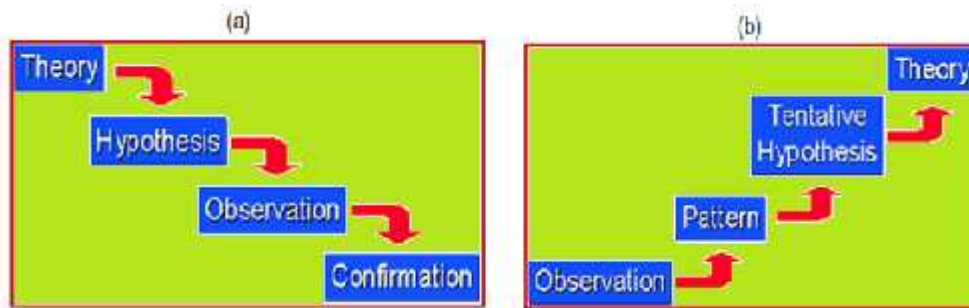 (a)
Theory
Hypothesis
Observation
Confirmation
(b)
Theory
Tentative
Hypothesis
Pattern
Observation